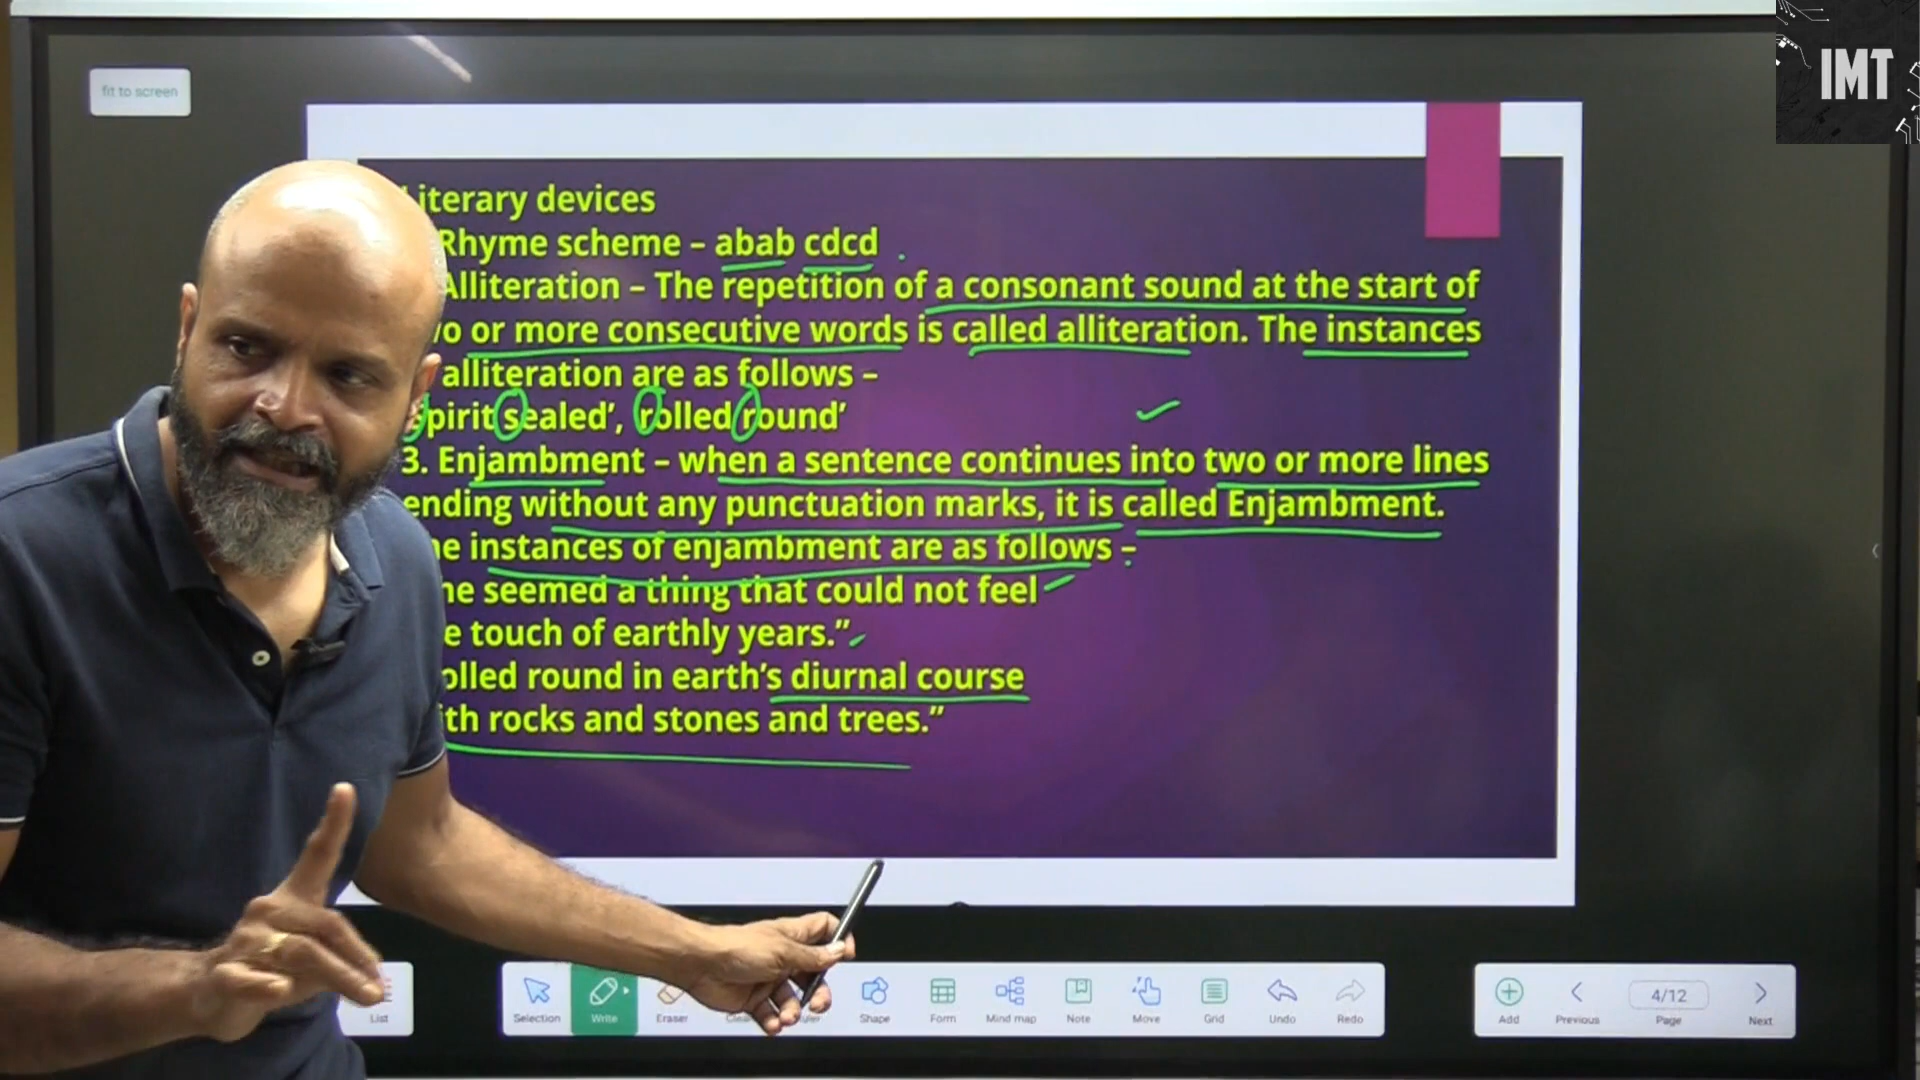 fit to screen
IMT
Literary devices
Rhyme scheme – abab cdcd
Alliteration – The repetition of a consonant sound at the start of
or more consecutive words is called alliteration. The instances
alliteration are as follows –
spirit sealed’, rolled round’
3. Enjambment – when a sentence continues into two or more lines
ending without any punctuation marks, it is called Enjambment.
instances of enjambment are as follows –
seemed a thing that could not feel
touch of earthly years.”
rolled round in earth’s diurnal course
rocks and stones and trees.”
List
Selection
Write
Eraser
Shape
Form
Mind map
Note
Move
Grid
Undo
Redo
Add
Previous
4/12
Page
Next